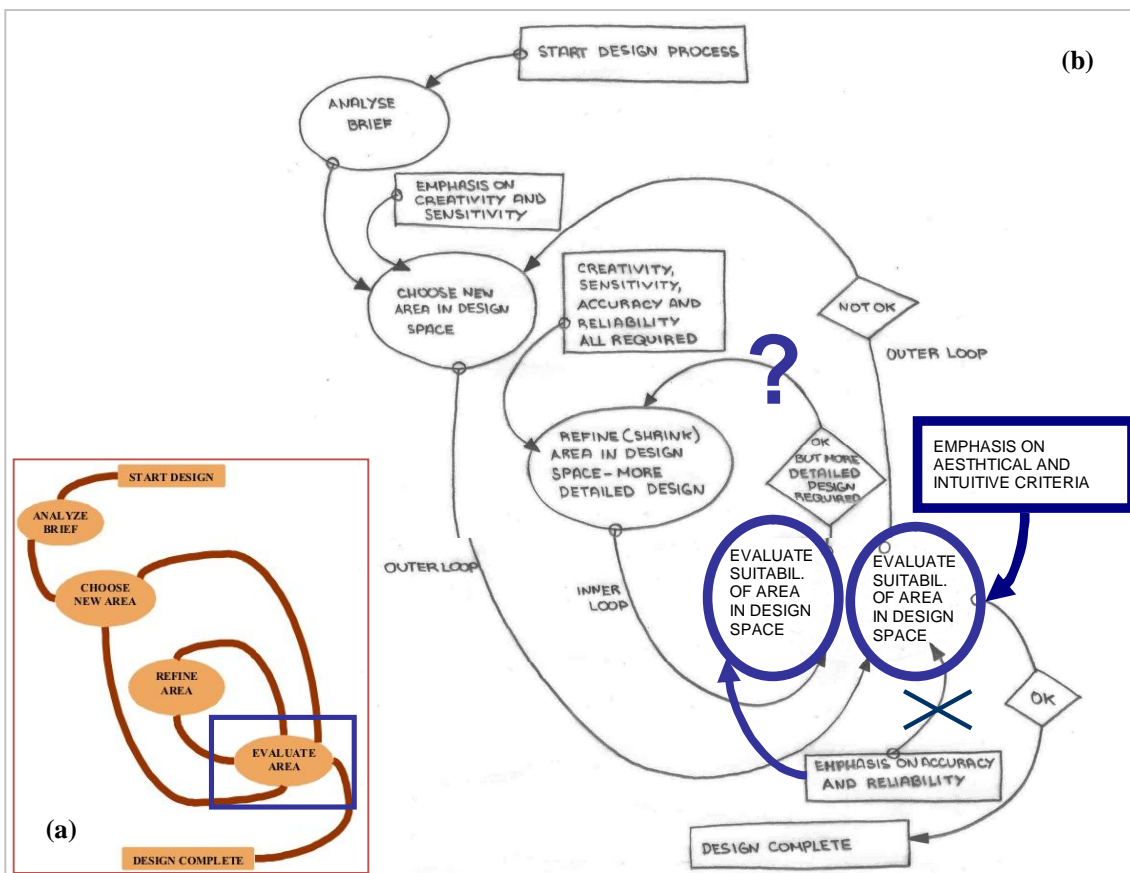 (b)
START DESIGN PROCESS
ANALYSE
BRIEF
EMPHASIS ON
CREATIVITY AND
SENSITIVITY
CHOOSE NEW
AREA IN DESIGN
SPACE
CREATIVITY,
SENSITIVITY,
ACCURACY AND
RELIABILITY
ALL REQUIRED
NOT OK
OUTER LOOP
?
REFINE (SHRINK)
AREA IN DESIGN
SPACE - MORE
DETAILED DESIGN
OK
BUT MORE
DETAILED
DESIGN
REQUIRED
EMPHASIS ON
AESTHTICAL AND
INTUITIVE CRITERIA
OUTER LOOP
INNER
LOOP
EVALUATE
SUITABIL.
OF AREA
IN DESIGN
SPACE
EVALUATE
SUITABIL.
OF AREA
IN DESIGN
SPACE
OK
EMPHASIS ON ACCURACY
AND RELIABILITY
DESIGN COMPLETE
START DESIGN
ANALYZE
BRIEF
CHOOSE
NEW AREA
REFINE
AREA
EVALUATE
AREA
(a)
DESIGN COMPLETE